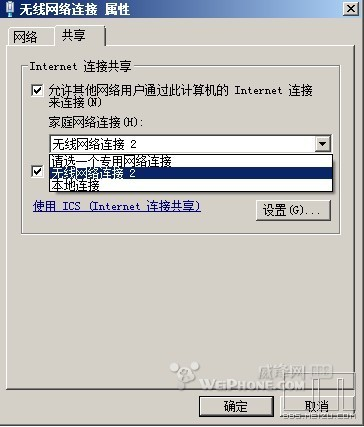 无线网络连接 属性
网络 共享
Internet 连接共享
允许其他网络用户通过此计算机的 Internet 连接
来连接(N)
家庭网络连接(H):
无线网络连接 2
请选一个专用网络连接
无线网络连接 2
本地连接
使用 ICS (Internet 连接共享)
设置(G)...
威锋网
WEIPHONE.COM
确定
取消